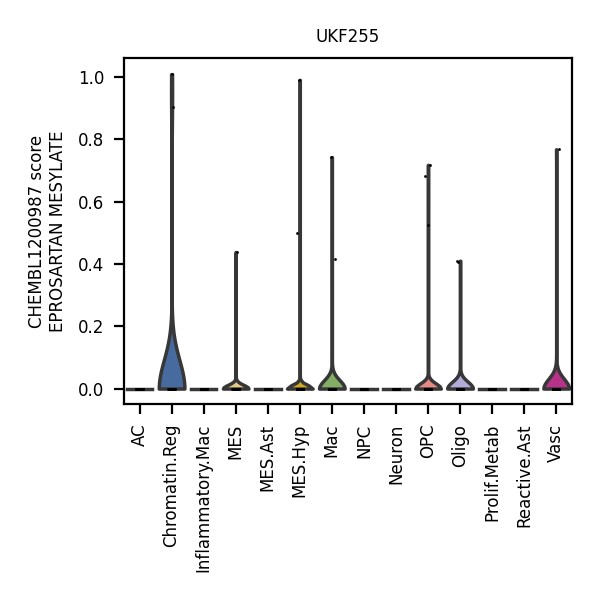 UKF255
CHEMBL1200987 score
EPROSARTAN MESYLATE
1.0
0.8
0.6
0.4
0.2
0.0
AC
Chromatin.Reg
Inflammatory.Mac
MES
MES.Ast
MES.Hyp
Mac
NPC
Neuron
OPC
Oligo
Prolif.Metab
Reactive.Ast
Vasc